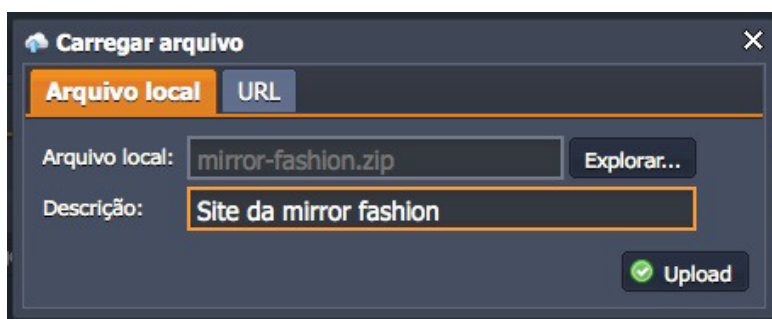 Carregar arquivo
Arquivo local URL
Arquivo local: mirror-fashion.zip Explorar...
Descrição: Site da mirror fashion
Upload